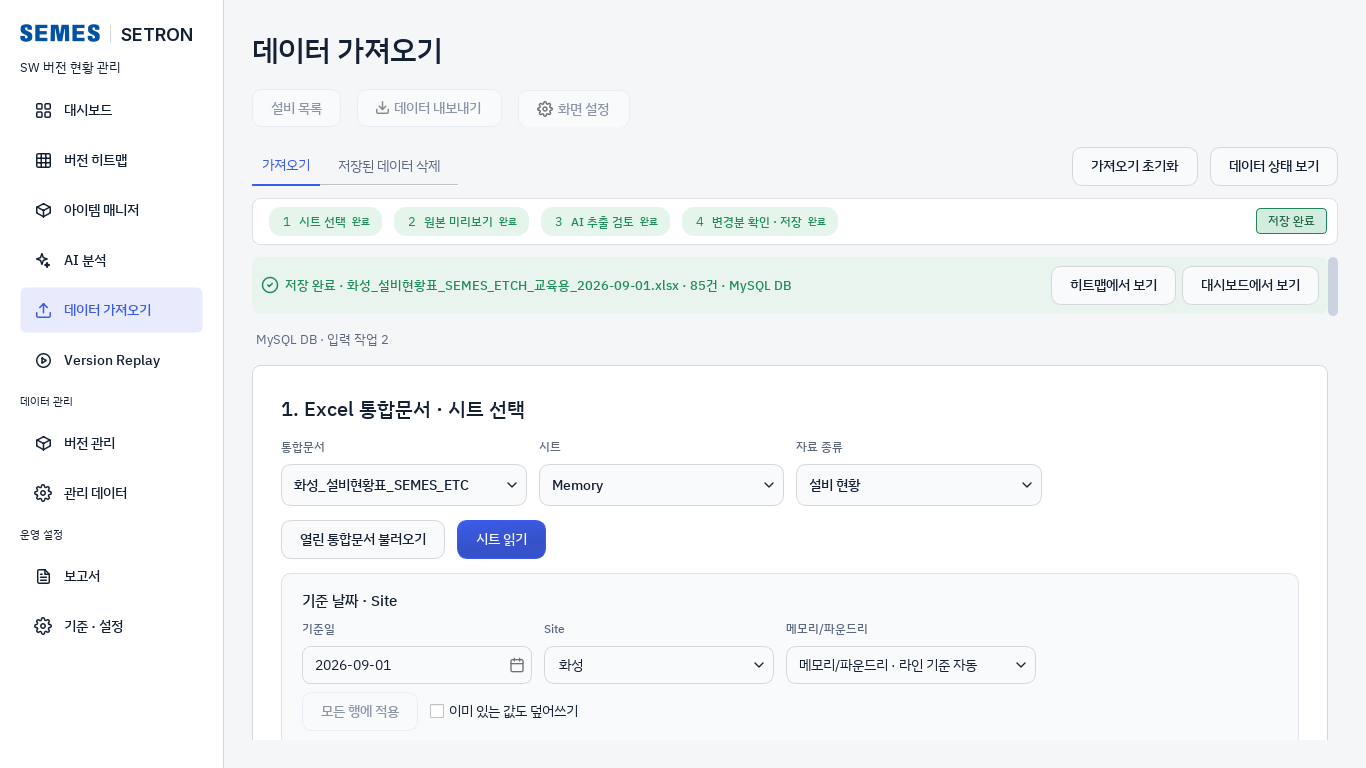 SEMES | SETRON
SW 버전 현황 관리
대시보드
버전 히트맵
아이템 매니저
AI 분석
데이터 가져오기
Version Replay
데이터 관리
버전 관리
관리 데이터
운영 설정
보고서
기준 · 설정
데이터 가져오기
설비 목록 데이터 내보내기 화면 설정
가져오기 저장된 데이터 삭제 가져오기 초기화 데이터 상태 보기
1 시트 선택 완료 2 원본 미리보기 완료 3 AI 추출 검토 완료 4 변경분 확인 · 저장 완료 저장 완료
저장 완료 · 화성_설비현황표_SEMES_ETCH_교육용_2026-09-01.xlsx · 85건 · MySQL DB 히트맵에서 보기 대시보드에서 보기
MySQL DB · 입력 작업 2
1. Excel 통합문서 · 시트 선택
통합문서 시트 자료 종류
화성_설비현황표_SEMES_ETC Memory 설비 현황
열린 통합문서 불러오기 시트 읽기
기준 날짜 · Site
기준일 Site 메모리/파운드리
2026-09-01 화성 메모리/파운드리 · 라인 기준 자동
모든 행에 적용 이미 있는 값도 덮어쓰기